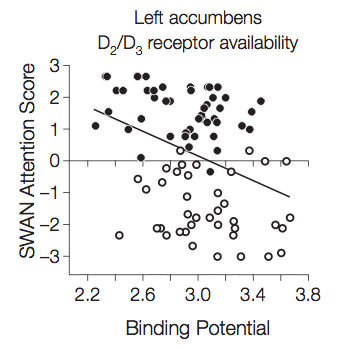 Left accumbens
D2/D3 receptor availability
SWAN Attention Score
3
2
1
0
–1
–2
–3
2.2 2.6 3.0 3.4 3.8
Binding Potential